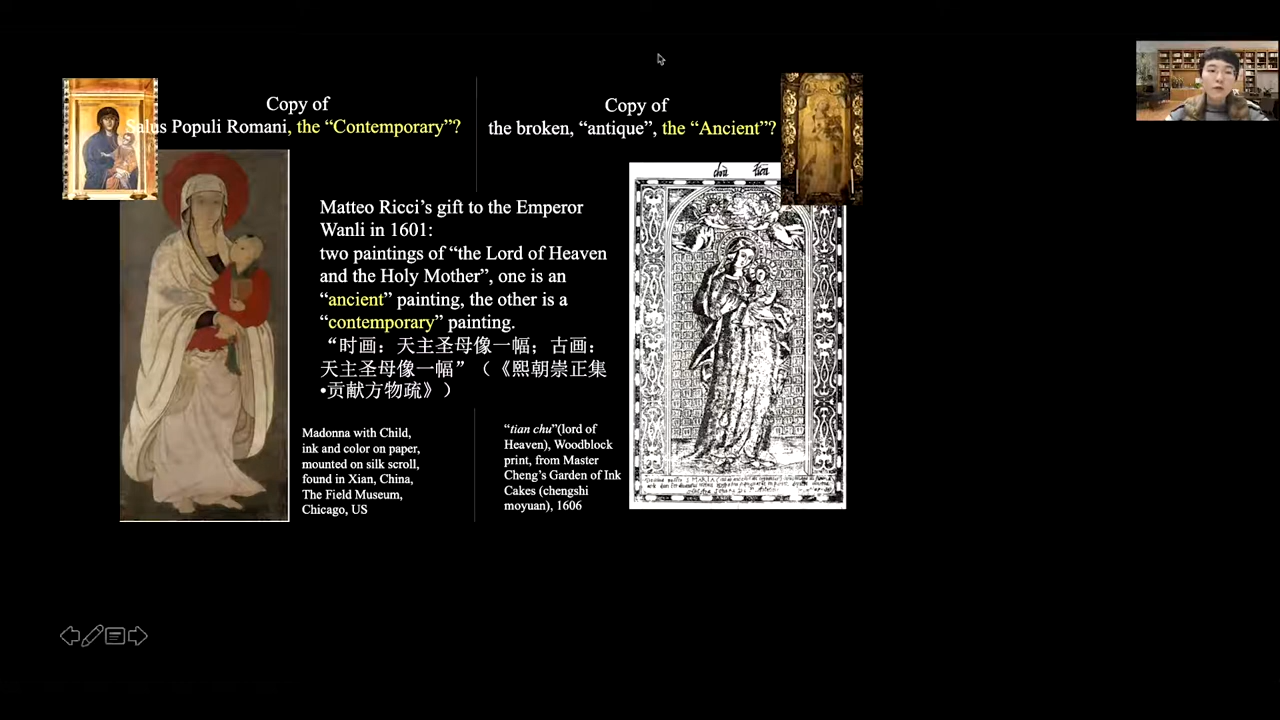 Copy of
Salus Populi Romani, the “Contemporary”?
Copy of
the broken, “antique”, the “Ancient”?
Matteo Ricci’s gift to the Emperor
Wanli in 1601:
two paintings of “the Lord of Heaven
and the Holy Mother”, one is an
“ancient” painting, the other is a
“contemporary” painting.
“时画：天主圣母像一幅；古画：
天主圣母像一幅”（《熙朝崇正集
•贡献方物疏》）
Madonna with Child,
ink and color on paper,
mounted on silk scroll,
found in Xian, China,
The Field Museum,
Chicago, US
“tian chu”(lord of
Heaven), Woodblock
print, from Master
Cheng’s Garden of Ink
Cakes (chengshi
moyuan), 1606